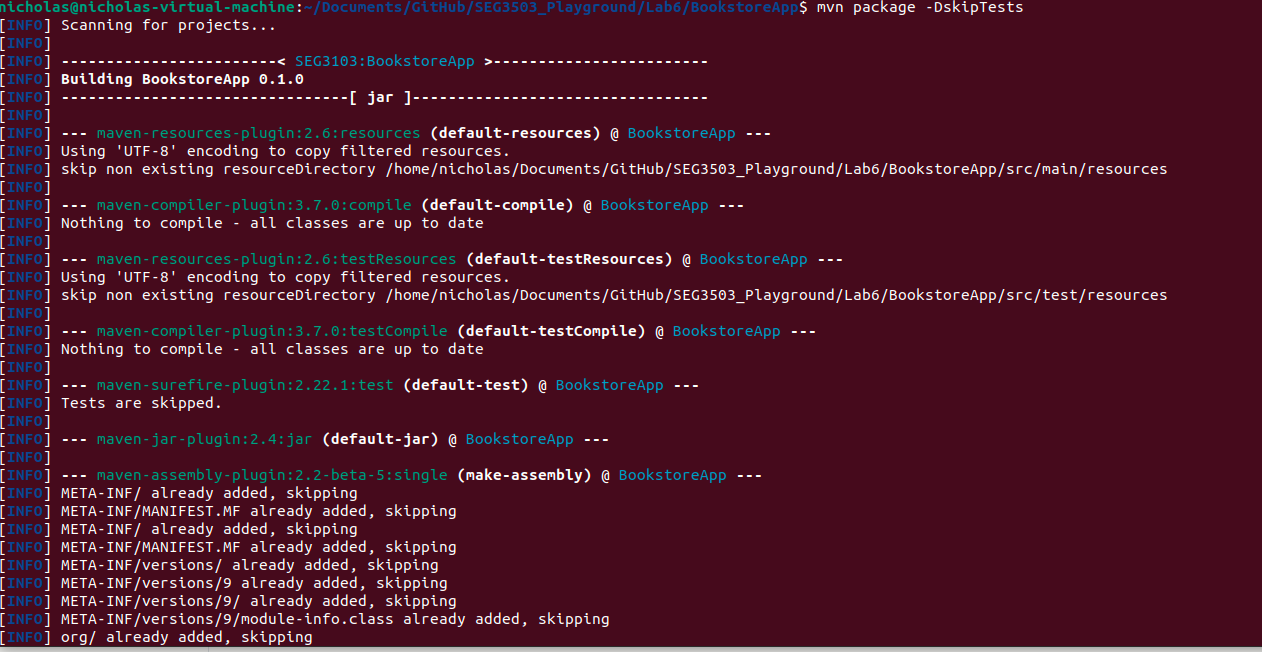 nicholas@nicholas-virtual-machine:~/Documents/GitHub/SEG3503_Playground/Lab6/BookstoreApp$ mvn package -DskipTests
[INFO] Scanning for projects...
[INFO]
[INFO] ------------------------< SEG3103:BookstoreApp >------------------------
[INFO] Building BookstoreApp 0.1.0
[INFO] --------------------------------[ jar ]---------------------------------
[INFO]
[INFO] --- maven-resources-plugin:2.6:resources (default-resources) @ BookstoreApp ---
[INFO] Using 'UTF-8' encoding to copy filtered resources.
[INFO] skip non existing resourceDirectory /home/nicholas/Documents/GitHub/SEG3503_Playground/Lab6/BookstoreApp/src/main/resources
[INFO]
[INFO] --- maven-compiler-plugin:3.7.0:compile (default-compile) @ BookstoreApp ---
[INFO] Nothing to compile - all classes are up to date
[INFO]
[INFO] --- maven-resources-plugin:2.6:testResources (default-testResources) @ BookstoreApp ---
[INFO] Using 'UTF-8' encoding to copy filtered resources.
[INFO] skip non existing resourceDirectory /home/nicholas/Documents/GitHub/SEG3503_Playground/Lab6/BookstoreApp/src/test/resources
[INFO]
[INFO] --- maven-compiler-plugin:3.7.0:testCompile (default-testCompile) @ BookstoreApp ---
[INFO] Nothing to compile - all classes are up to date
[INFO]
[INFO] --- maven-surefire-plugin:2.22.1:test (default-test) @ BookstoreApp ---
[INFO] Tests are skipped.
[INFO]
[INFO] --- maven-jar-plugin:2.4:jar (default-jar) @ BookstoreApp ---
[INFO]
[INFO] --- maven-assembly-plugin:2.2-beta-5:single (make-assembly) @ BookstoreApp ---
[INFO] META-INF/ already added, skipping
[INFO] META-INF/MANIFEST.MF already added, skipping
[INFO] META-INF/ already added, skipping
[INFO] META-INF/MANIFEST.MF already added, skipping
[INFO] META-INF/versions/ already added, skipping
[INFO] META-INF/versions/9 already added, skipping
[INFO] META-INF/versions/9/ already added, skipping
[INFO] META-INF/versions/9/module-info.class already added, skipping
[INFO] org/ already added, skipping